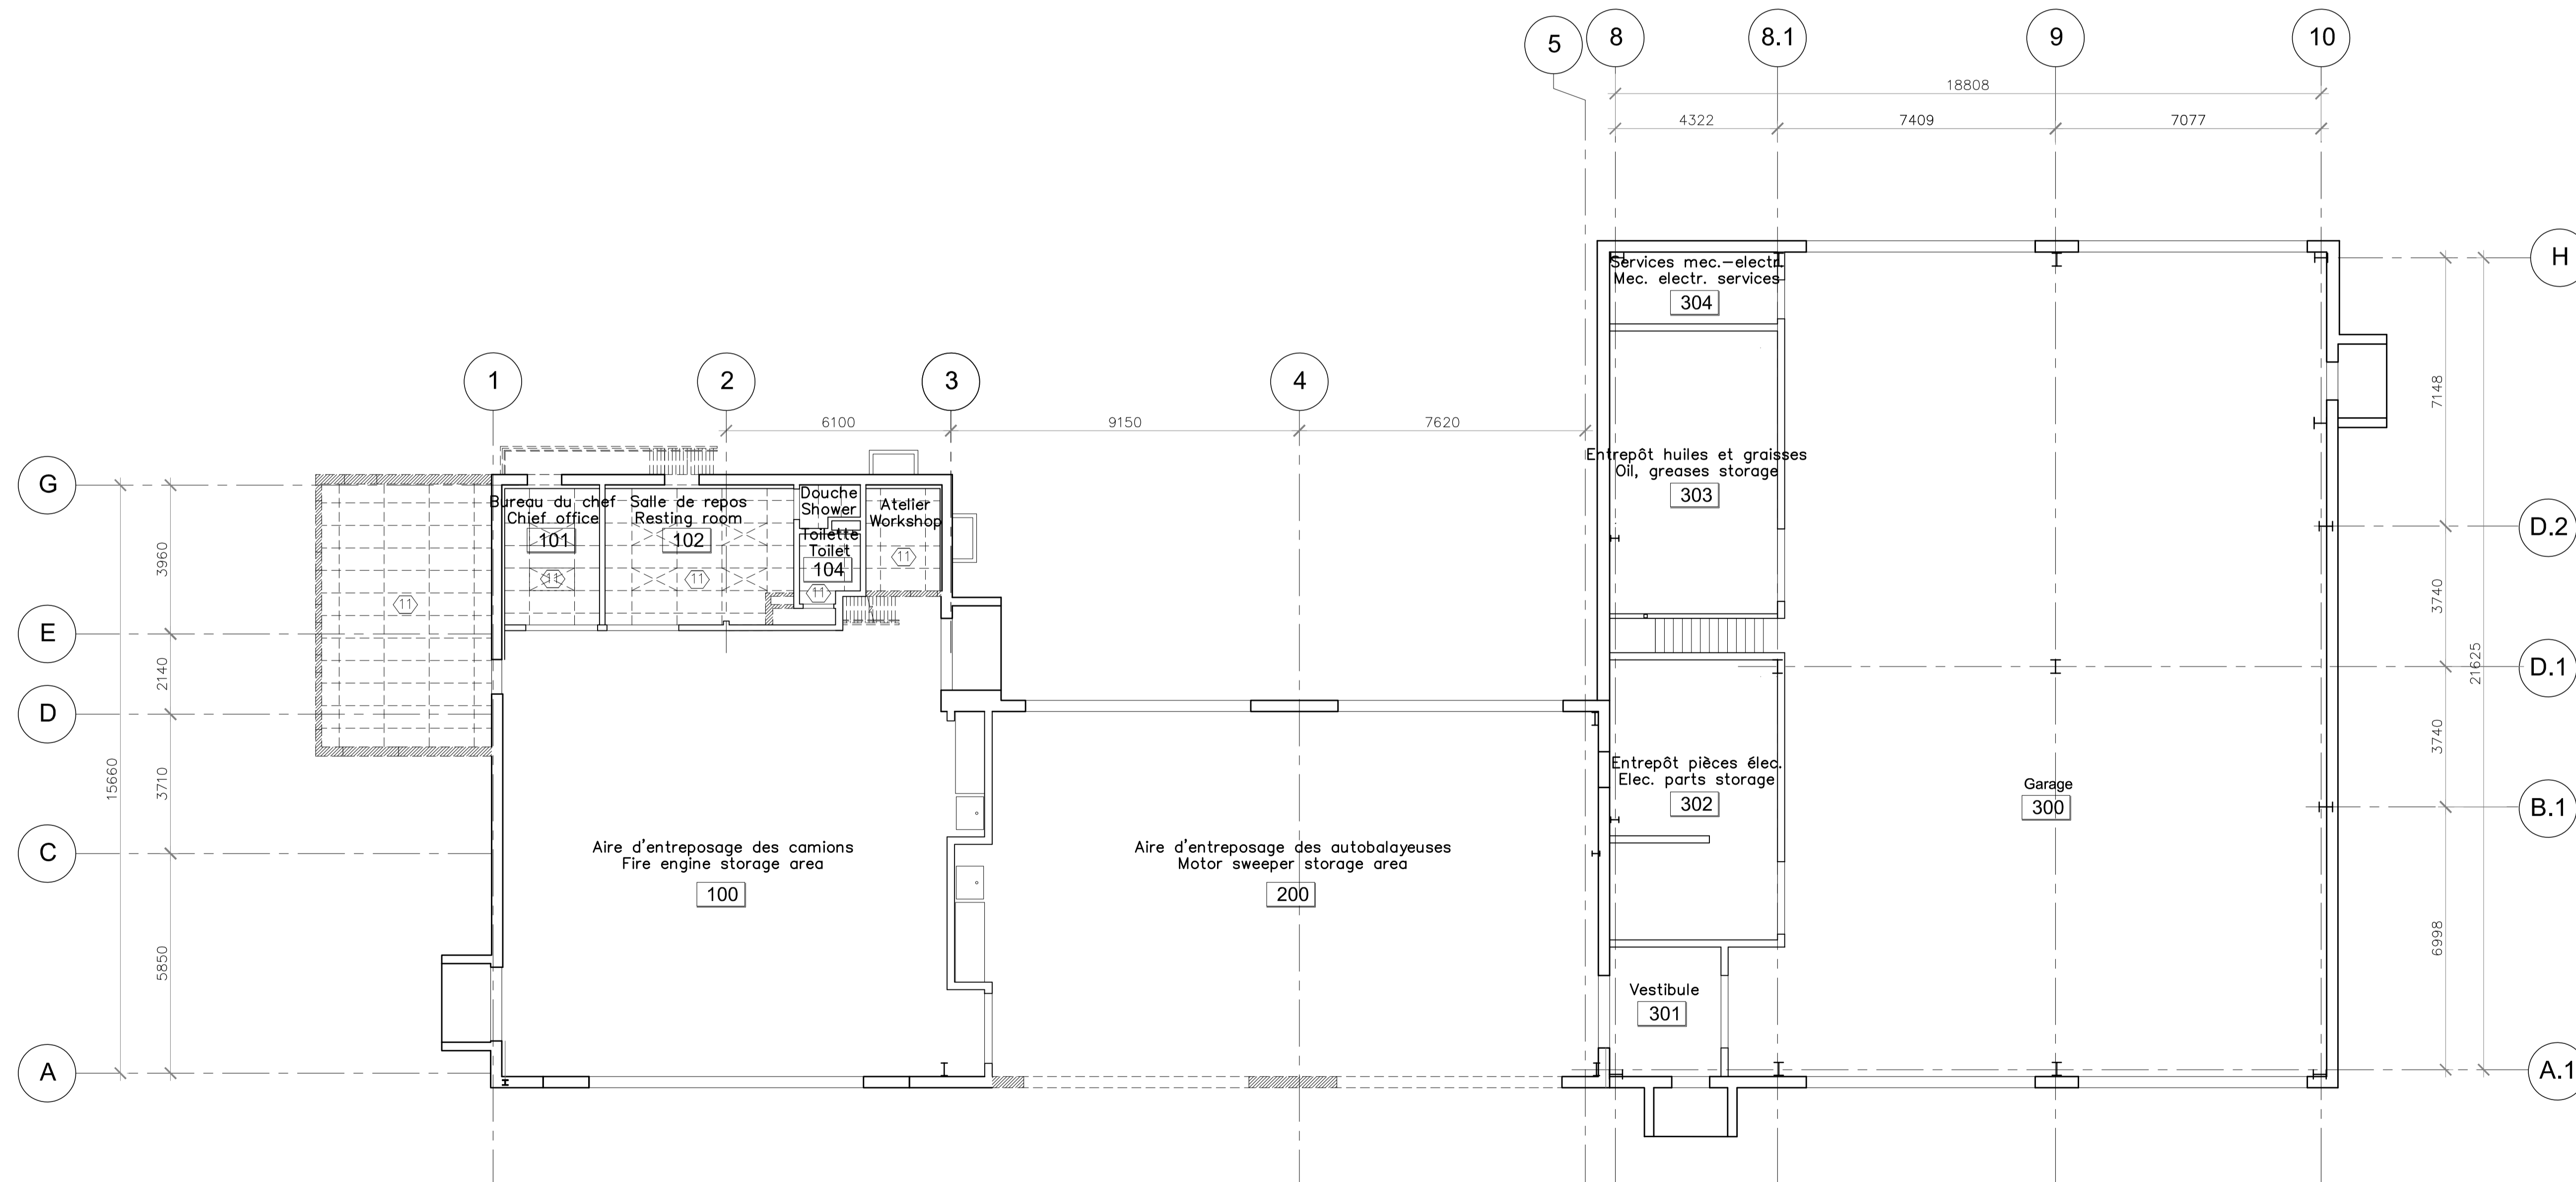 5
8
8.1
9
10
18808
4322
7409
7077
H
Services mec.-electr.
Mec. electr. services
304
1
2
3
4
6100
9150
7620
7148
Entrepôt huiles et graisses
Oil, greases storage
303
G
Bureau du chef
Chief office
101
Salle de repos
Resting room
102
Douche
Shower
Toilette
Toilet
104
Atelier
Workshop
11
11
11
11
11
D.2
3960
3740
E
2140
21625
D.1
D
3740
15660
3710
Entrepôt pièces élec.
Elec. parts storage
302
Garage
300
B.1
C
Aire d'entreposage des camions
Fire engine storage area
100
Aire d'entreposage des autobalayeuses
Motor sweeper storage area
200
5850
6998
Vestibule
301
A
A.1